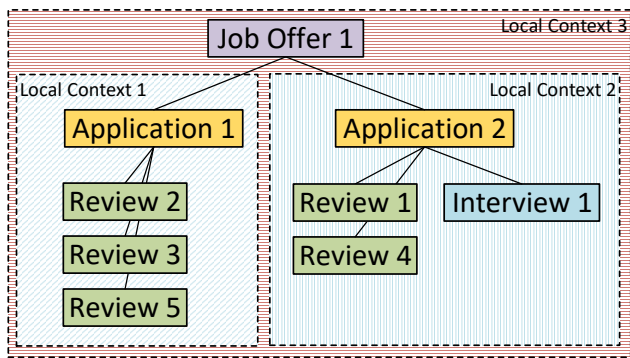 Local Context 3
Job Offer 1
Local Context 1
Local Context 2
Application 1
Application 2
Review 2
Review 1
Interview 1
Review 3
Review 4
Review 5